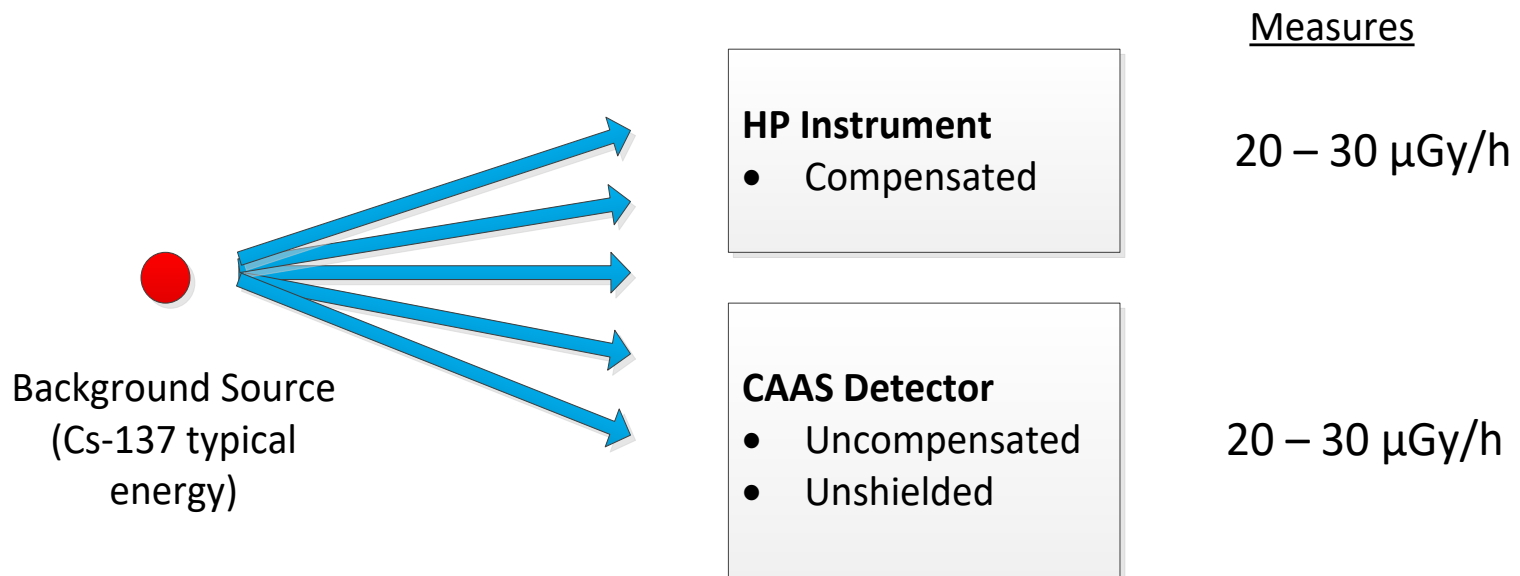 Measures
HP Instrument
• Compensated
20 – 30 µGy/h
Background Source
(Cs-137 typical
energy)
CAAS Detector
• Uncompensated
• Unshielded
20 – 30 µGy/h